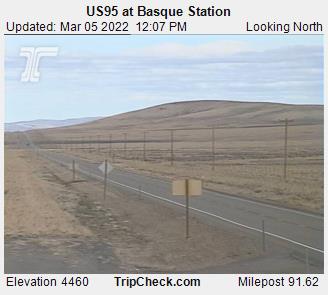 US95 at Basque Station
Updated: Mar 05 2022 12:07 PM Looking North
Elevation 4460 TripCheck.com Milepost 91.62